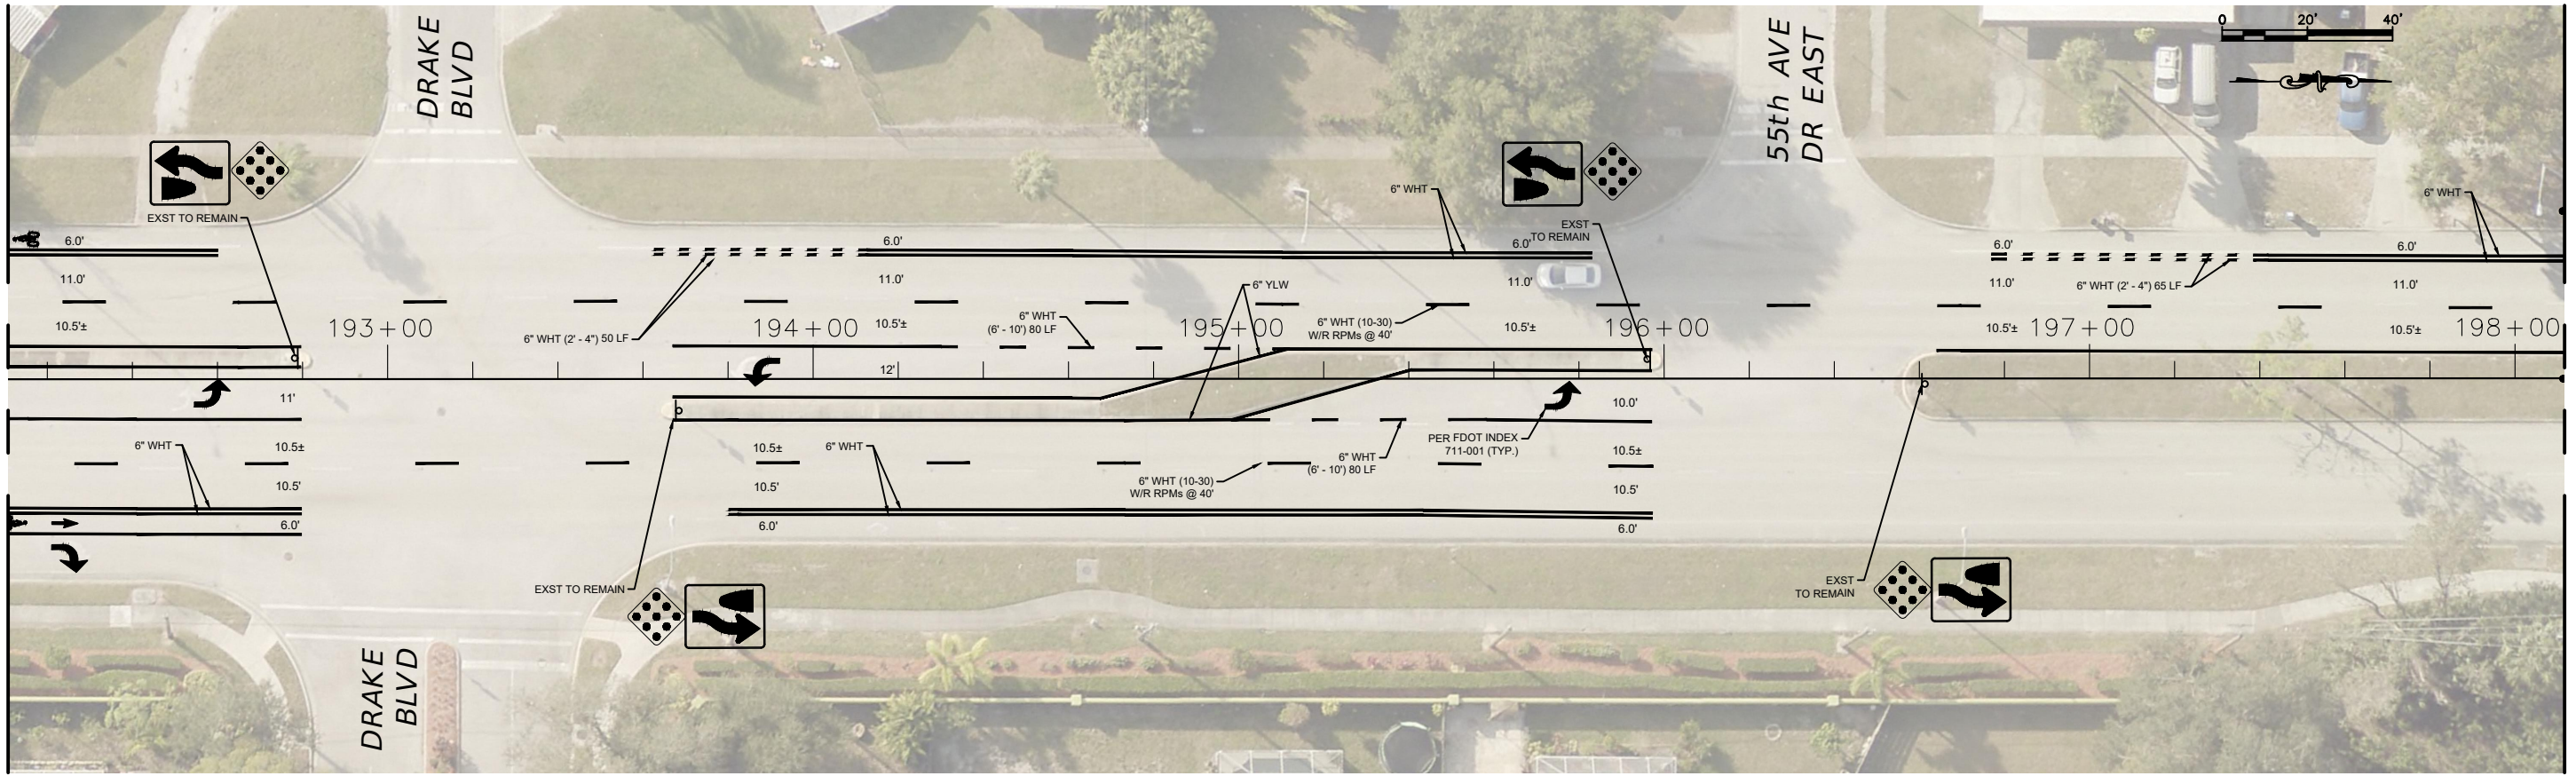 DRAKE
BLVD
55th AVE
DR EAST
0 20' 40'
EXST TO REMAIN
6" WHT
EXST
TO REMAIN
6" WHT
6.0'
6.0'
6.0'
6.0'
6.0'
11.0'
11.0'
11.0'
11.0'
11.0'
6" YLW
6" WHT (2' - 4") 65 LF
10.5'±
193+00
6" WHT (2' - 4") 50 LF
194+00
10.5'±
6" WHT
(6' - 10') 80 LF
195+00
6" WHT (10-30)
W/R RPMs @ 40'
10.5'±
196+00
10.5'±
197+00
10.5'±
198+00
12'
11'
10.0'
6" WHT
10.5±
10.5±
6" WHT
PER FDOT INDEX
711-001 (TYP.)
10.5±
6" WHT
(6' - 10') 80 LF
6" WHT (10-30)
W/R RPMs @ 40'
10.5'
10.5'
10.5'
6.0'
6.0'
6.0'
EXST TO REMAIN
EXST
TO REMAIN
DRAKE
BLVD